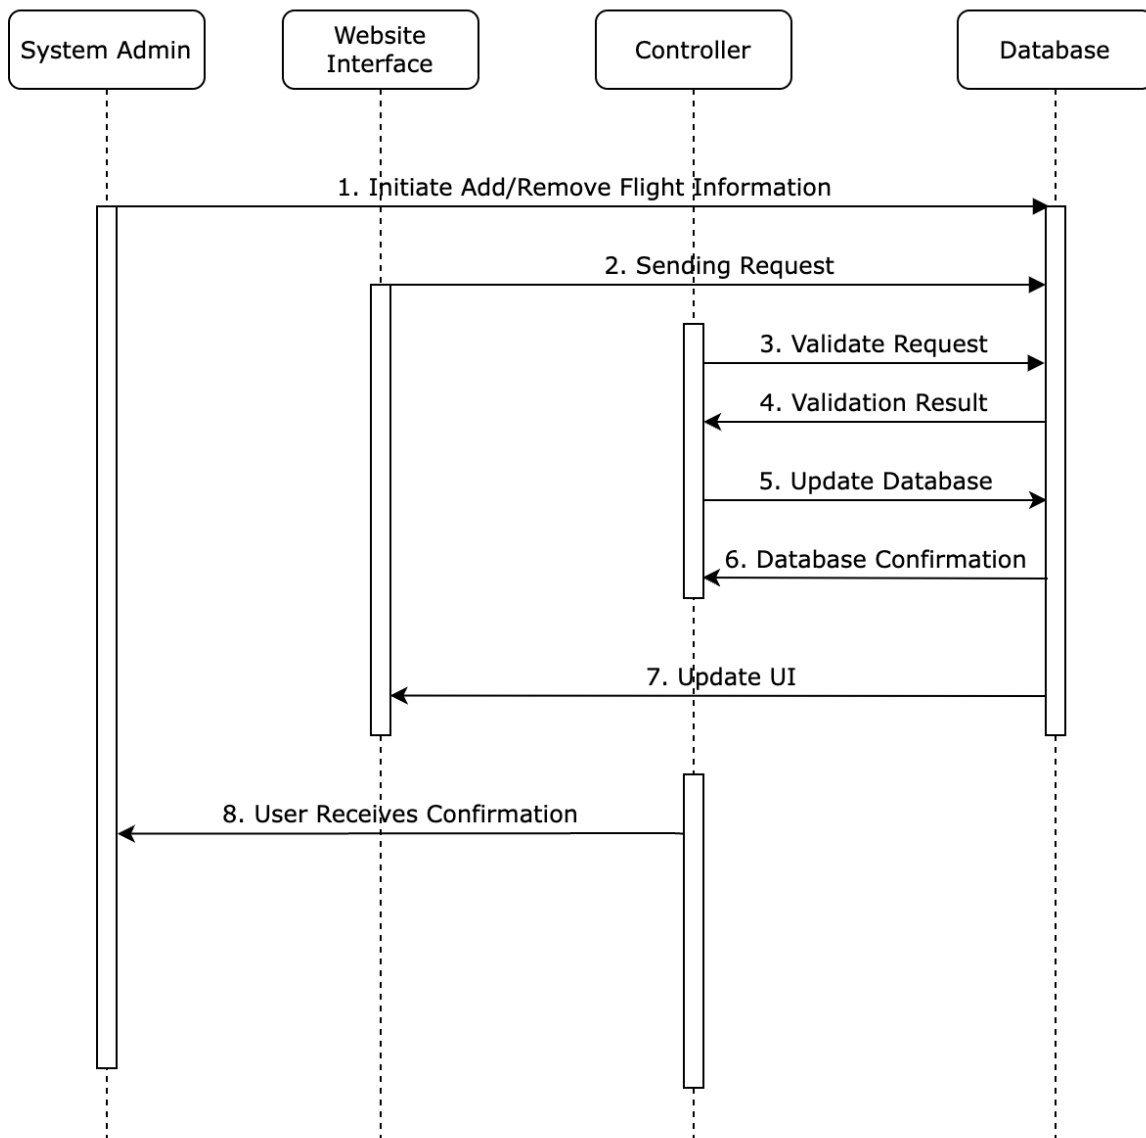 System Admin
Website
Interface
Controller
Database
1. Initiate Add/Remove Flight Information
2. Sending Request
3. Validate Request
4. Validation Result
5. Update Database
6. Database Confirmation
7. Update UI
8. User Receives Confirmation